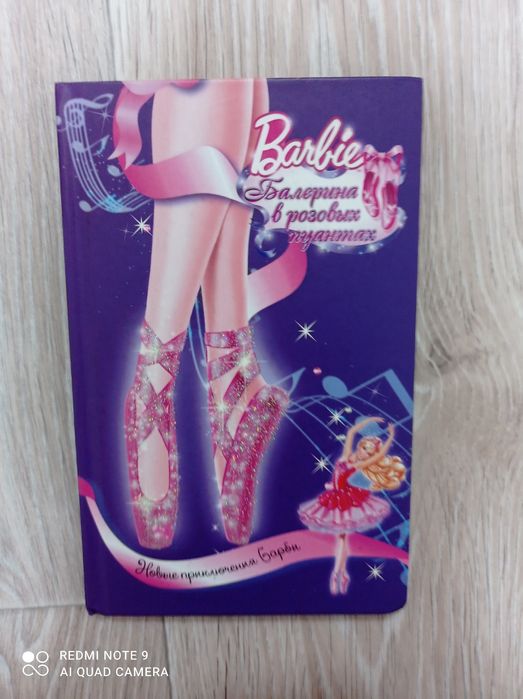 Barbie
Балерина
в розовых
пуантах
Новые приключения Барби
REDMI NOTE 9
AI QUAD CAMERA